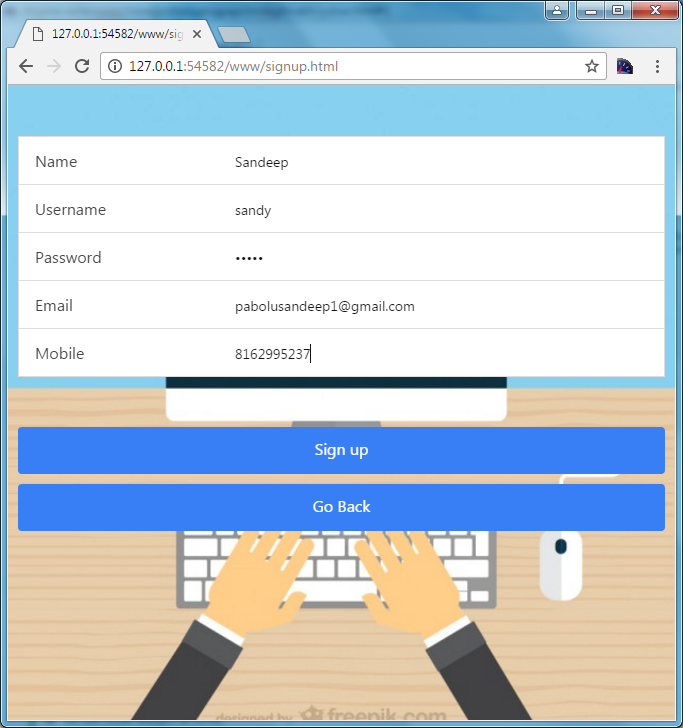 127.0.0.1:54582/www/sig
127.0.0.1:54582/www/signup.html
Name Sandeep
Username sandy
Password •••••
Email pabolusandeep1@gmail.com
Mobile 8162995237
Sign up
Go Back
designed by freepik.com